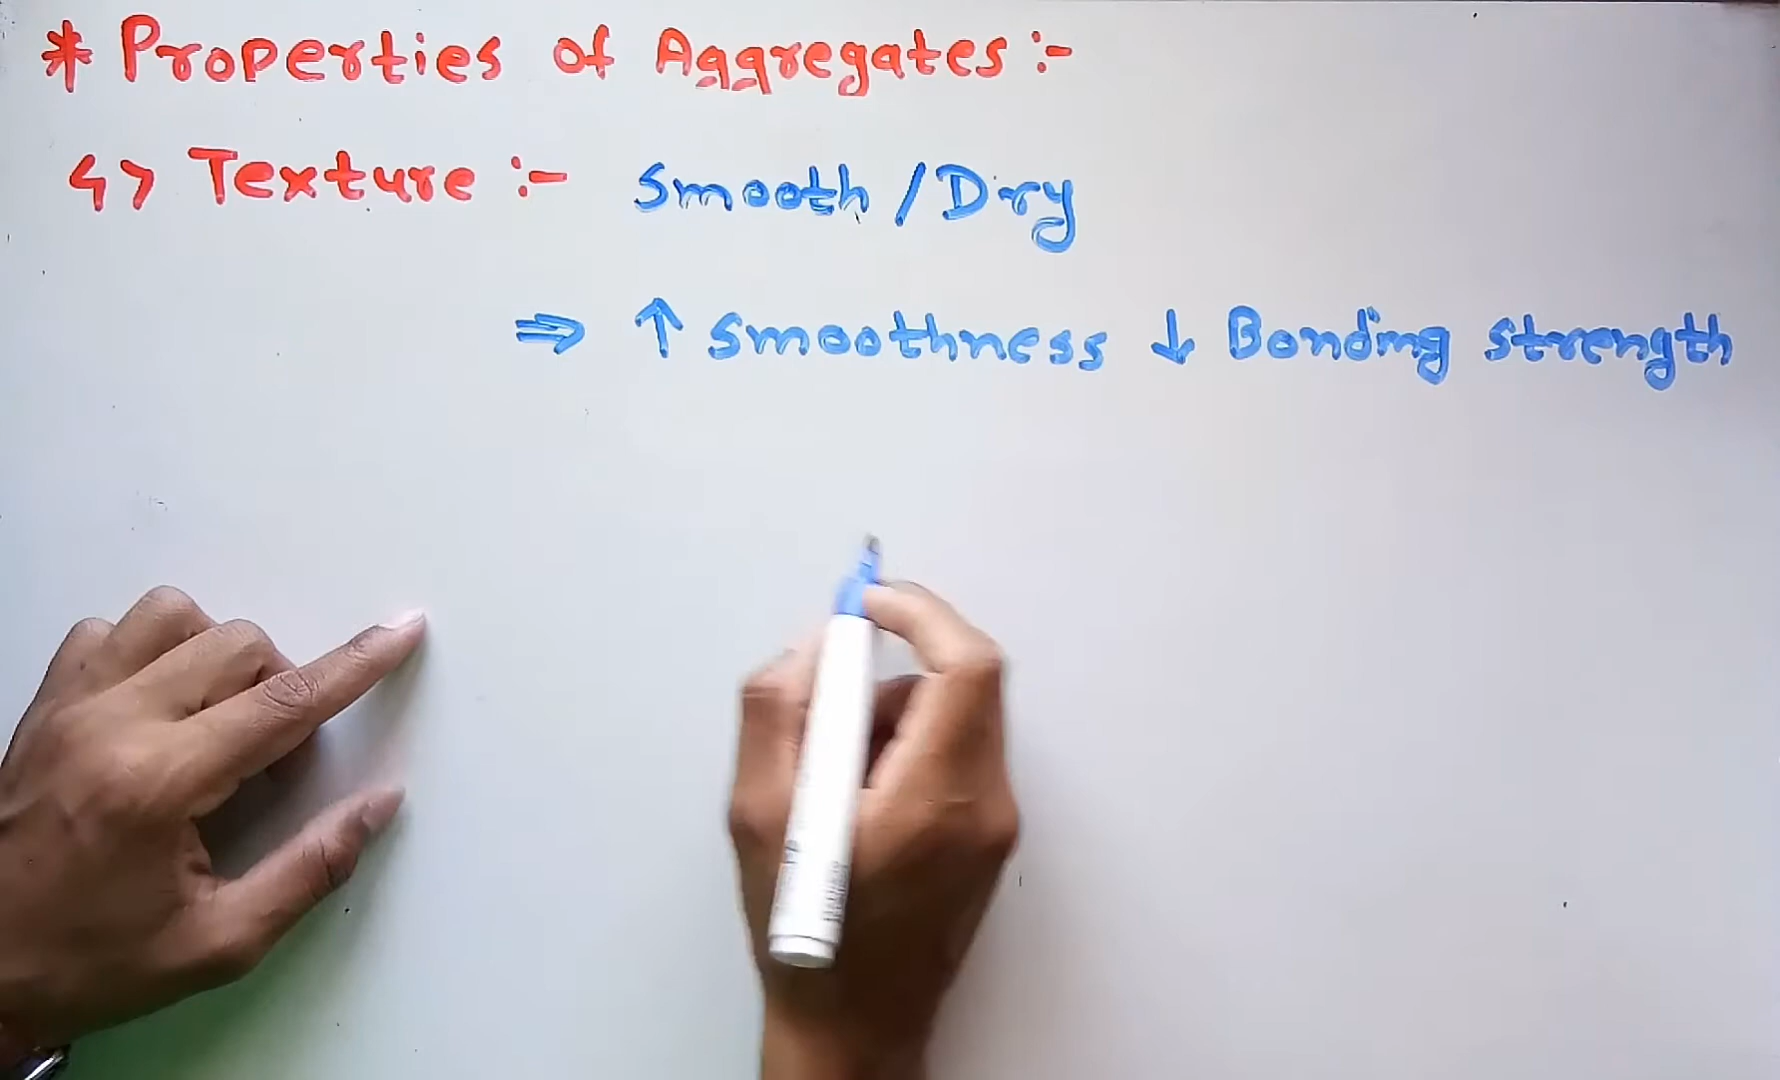 * Properties of Aggregates :-
4> Texture :- Smooth / Dry
⇒ ↑ Smoothness ↓ Bonding strength